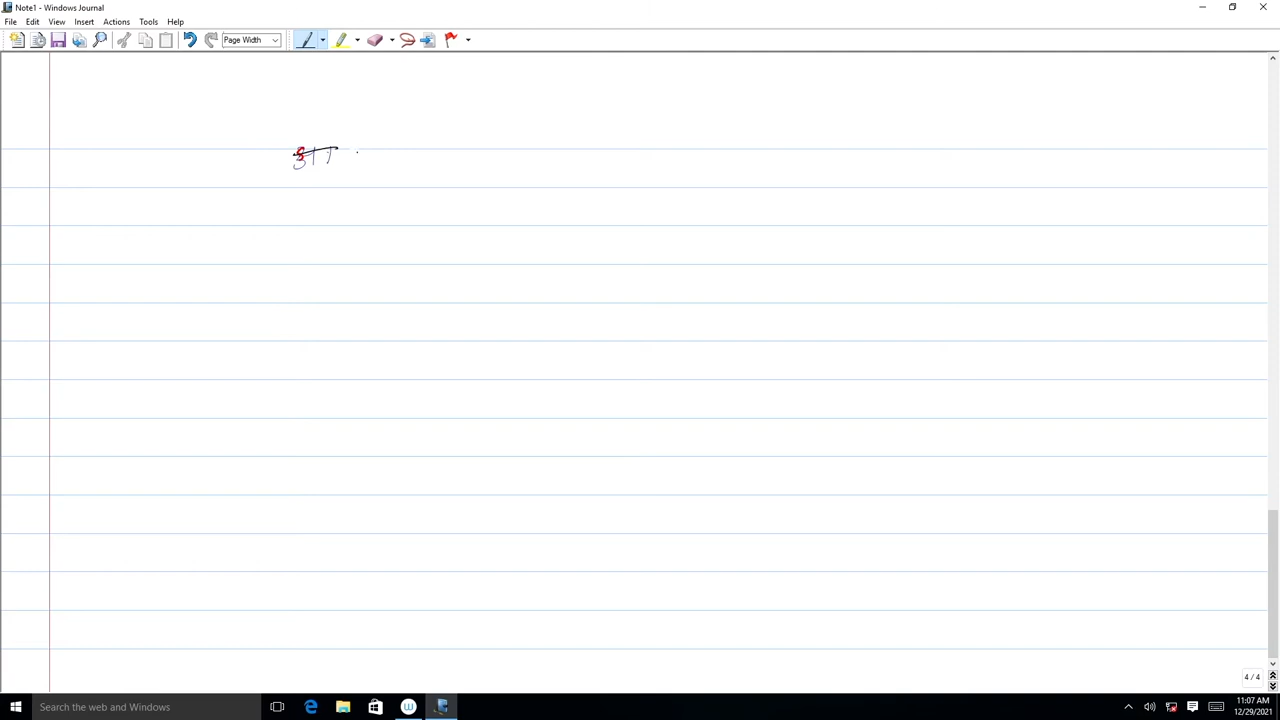 Note1 - Windows Journal
File Edit View Insert Actions Tools Help
Page Width
4 / 4
Search the web and Windows
11:07 AM
12/29/2021